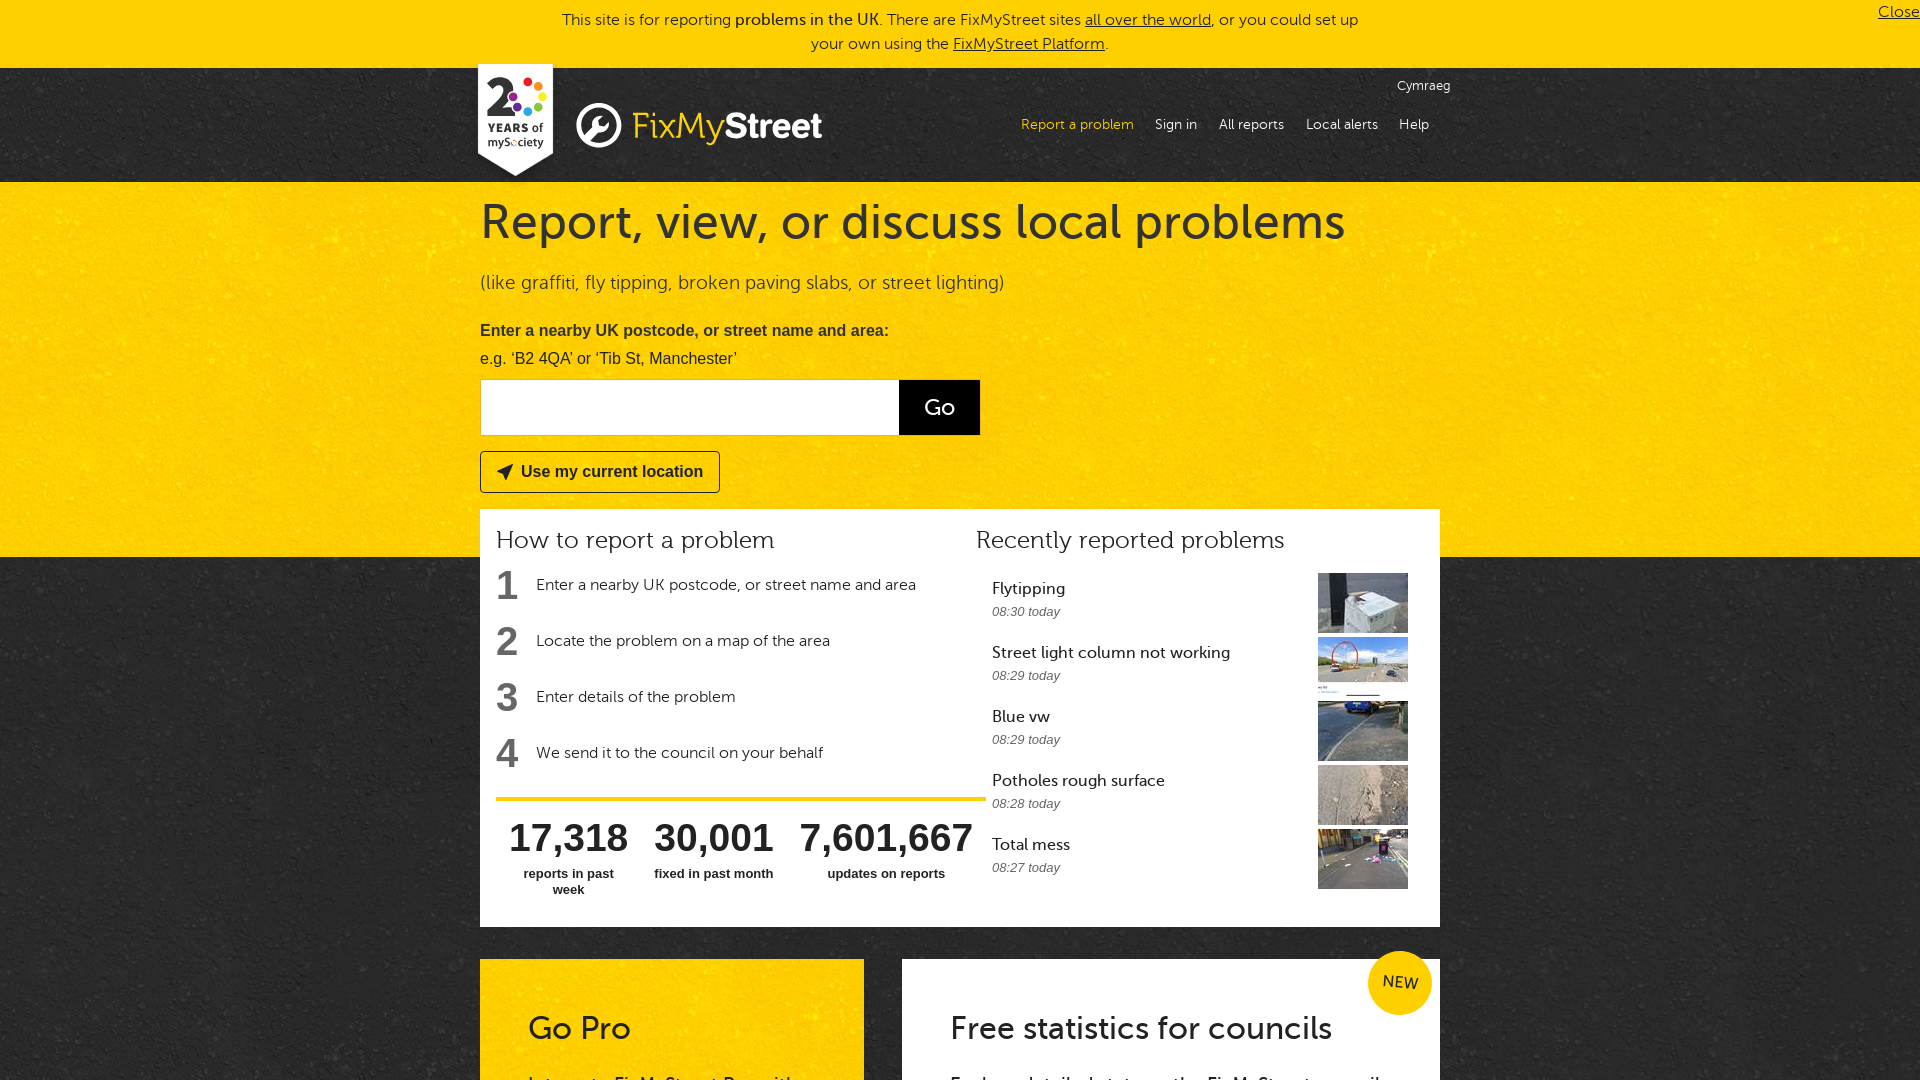 This site is for reporting problems in the UK. There are FixMyStreet sites all over the world, or you could set up
your own using the FixMyStreet Platform.
Close
20
YEARS of
mySociety
FixMyStreet
Cymraeg
Report a problem
Sign in
All reports
Local alerts
Help
Report, view, or discuss local problems
(like graffiti, fly tipping, broken paving slabs, or street lighting)
Enter a nearby UK postcode, or street name and area:
e.g. ‘B2 4QA’ or ‘Tib St, Manchester’
Go
Use my current location
How to report a problem
1 Enter a nearby UK postcode, or street name and area
2 Locate the problem on a map of the area
3 Enter details of the problem
4 We send it to the council on your behalf
17,318
reports in past
week
30,001
fixed in past month
7,601,667
updates on reports
Recently reported problems
Flytipping
08:30 today
Street light column not working
08:29 today
Blue vw
08:29 today
Potholes rough surface
08:28 today
Total mess
08:27 today
Go Pro
NEW
Free statistics for councils